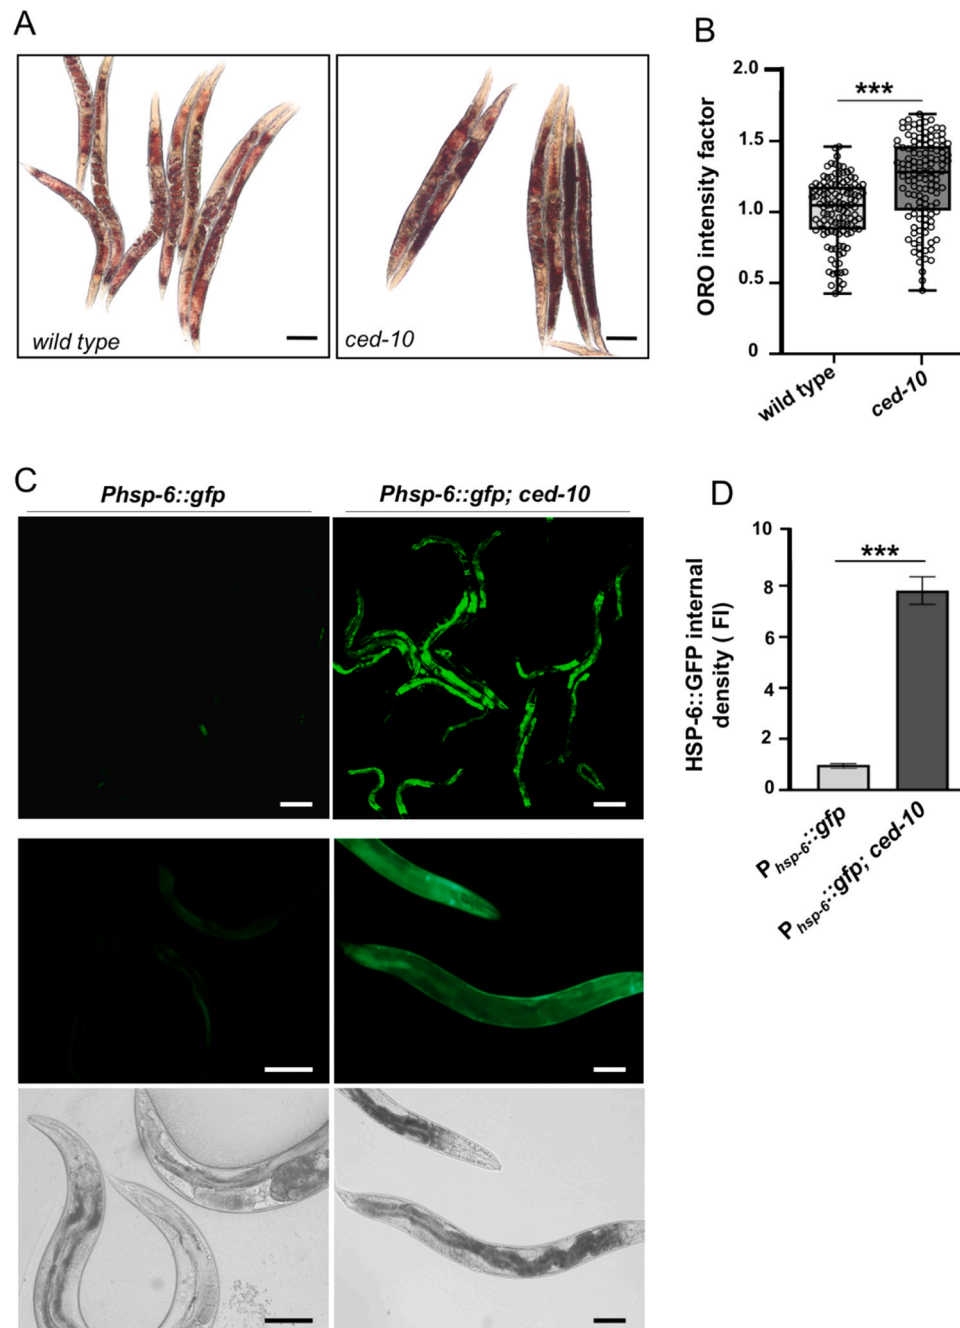 A
wild type
ced-10
B
ORO intensity factor
2.0
1.5
1.0
0.5
0
***
wild type
ced-10
C
Phsp-6::gfp
Phsp-6::gfp; ced-10
D
HSP-6::GFP internal
density ( FI)
10
8
6
4
2
0
***
P hsp-6::gfp
P hsp-6::gfp; ced-10